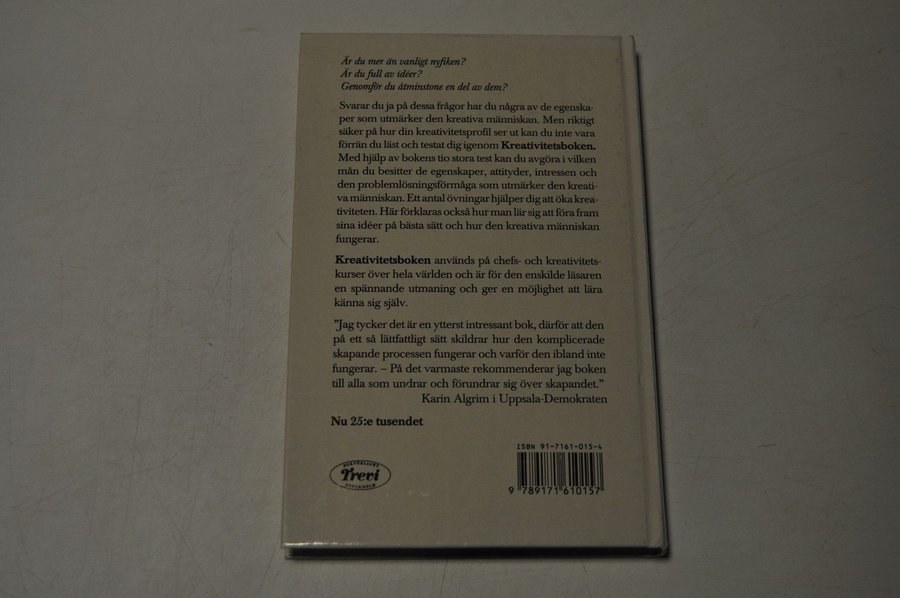 Är du mer än vanligt nyfiken?
Är du full av idéer?
Genomför du åtminstone en del av dem?
Svarar du ja på dessa frågor har du några av de egenska-
per som utmärker den kreativa människan. Men riktigt
säker på hur din kreativitetsprofil ser ut kan du inte vara
förrän du läst och testat dig igenom Kreativitetsboken.
Med hjälp av bokens tio stora test kan du avgöra i vilken
mån du besitter de egenskaper, attityder, intressen och
den problemlösningsförmåga som utmärker den kreati-
va människan. Ett antal övningar hjälper dig att öka krea-
tiviteten. Här förklaras också hur man lär sig att föra fram
sina idéer på bästa sätt och hur den kreativa människan
fungerar.
Kreativitetsboken används på chefs- och kreativitets-
kurser över hela världen och är för den enskilde läsaren
en spännande utmaning och ger en möjlighet att lära
känna sig själv.
”Jag tycker det är en ytterst intressant bok, därför att den
på ett så lättfattligt sätt skildrar hur den komplicerade
skapande processen fungerar och varför den ibland inte
fungerar. – På det varmaste rekommenderar jag boken
till alla som undrar och förundrar sig över skapandet.”
Karin Algrim i Uppsala-Demokraten
Nu 25:e tusendet
ISBN 91-7161-015-4
BOKFÖRLAGET
Trevi
STOCKHOLM
9 789171 610157